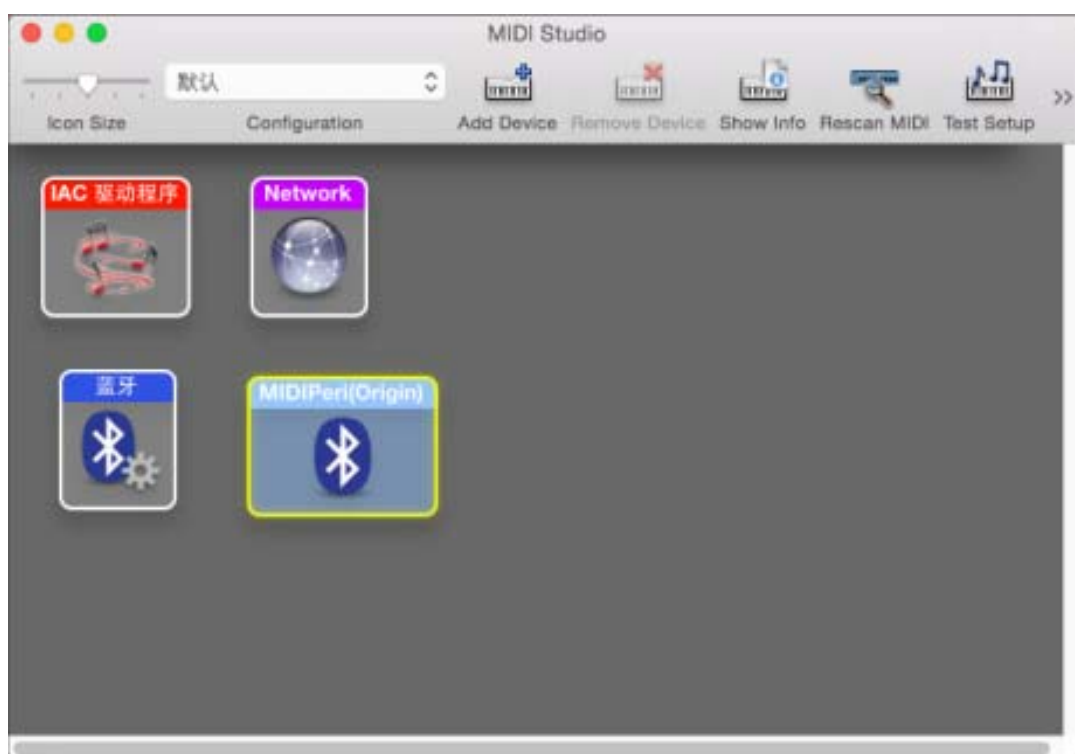 MIDI Studio
默认
Icon Size Configuration Add Device Remove Device Show Info Rescan MIDI Test Setup
IAC 驱动程序 Network
蓝牙 MIDIPeri(Origin)